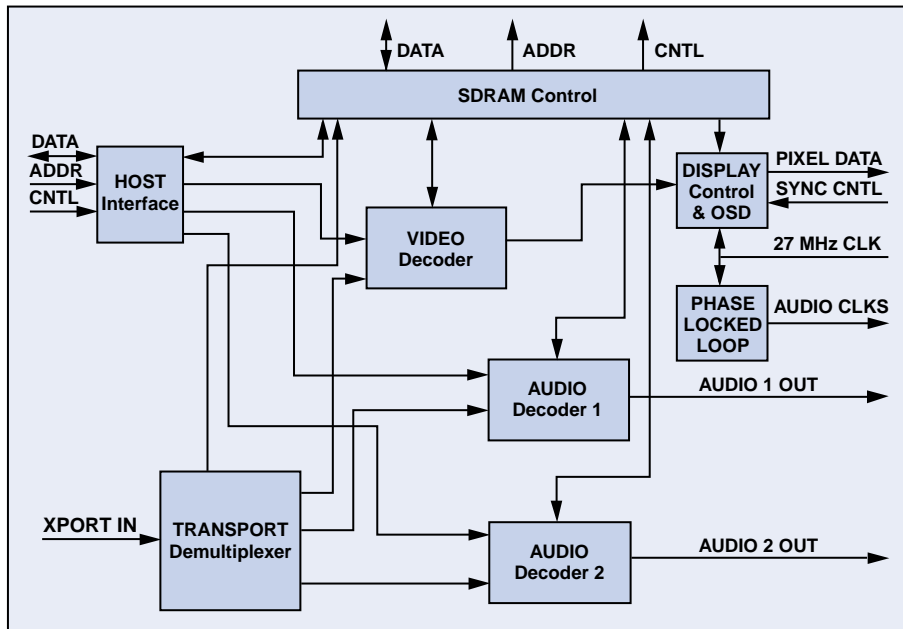 DATA
ADDR
CNTL
SDRAM Control
DATA
ADDR
CNTL
HOST
Interface
DISPLAY
Control
& OSD
PIXEL DATA
SYNC CNTL
VIDEO
Decoder
27 MHz CLK
PHASE
LOCKED
LOOP
AUDIO CLKS
AUDIO
Decoder 1
AUDIO 1 OUT
XPORT IN
TRANSPORT
Demultiplexer
AUDIO
Decoder 2
AUDIO 2 OUT